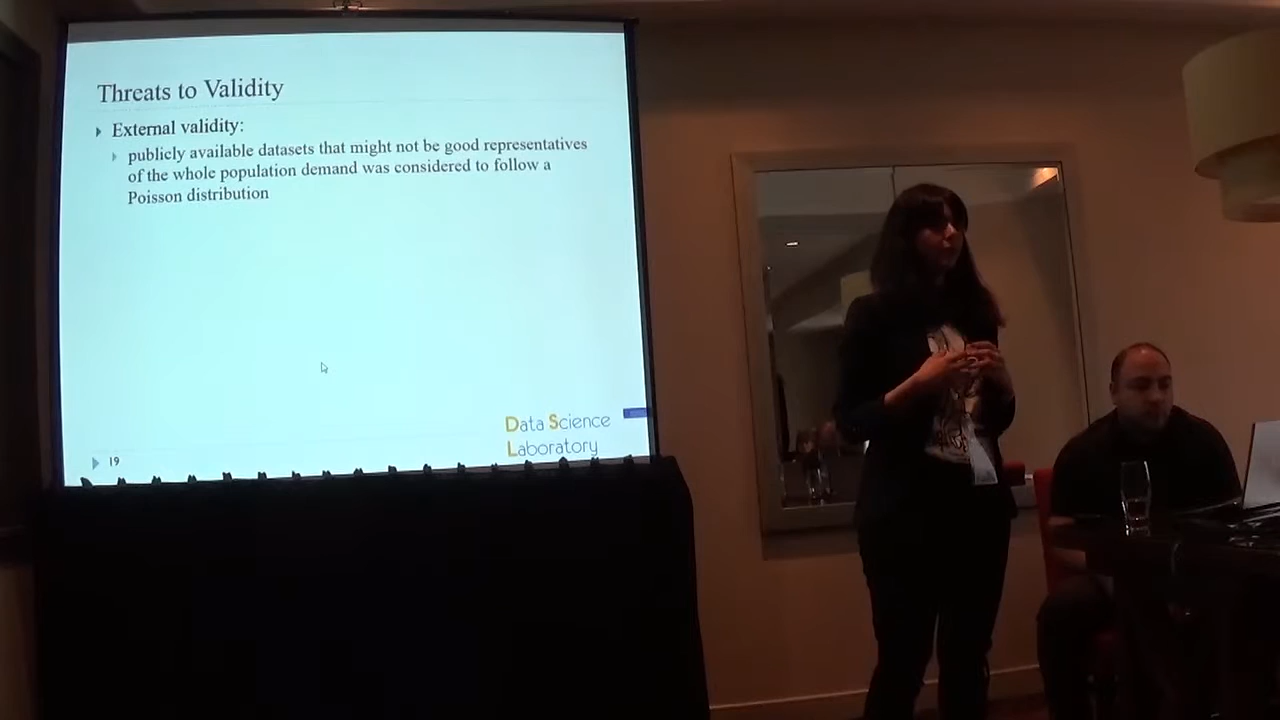 Threats to Validity
External validity:
publicly available datasets that might not be good representatives
of the whole population demand was considered to follow a
Poisson distribution
Data Science
Laboratory
19